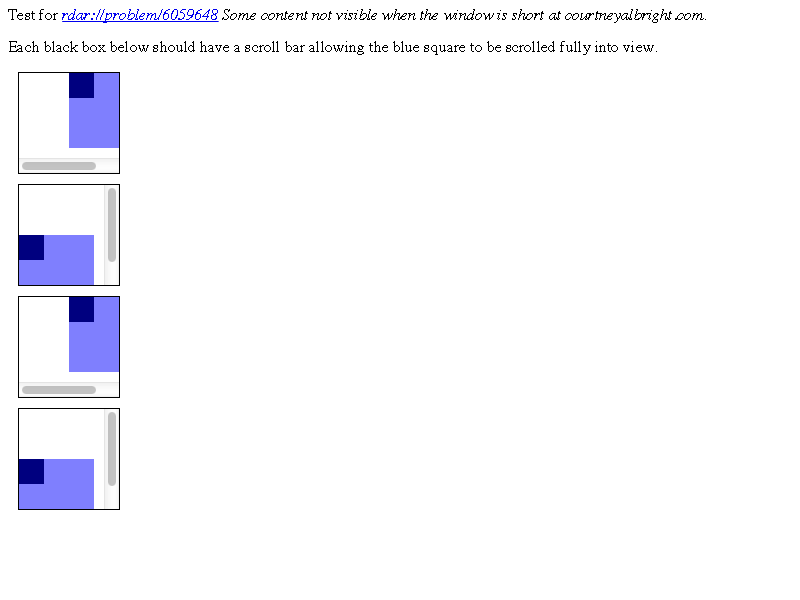 Test for rdar://problem/6059648 Some content not visible when the window is short at courtneyalbright.com.
Each black box below should have a scroll bar allowing the blue square to be scrolled fully into view.